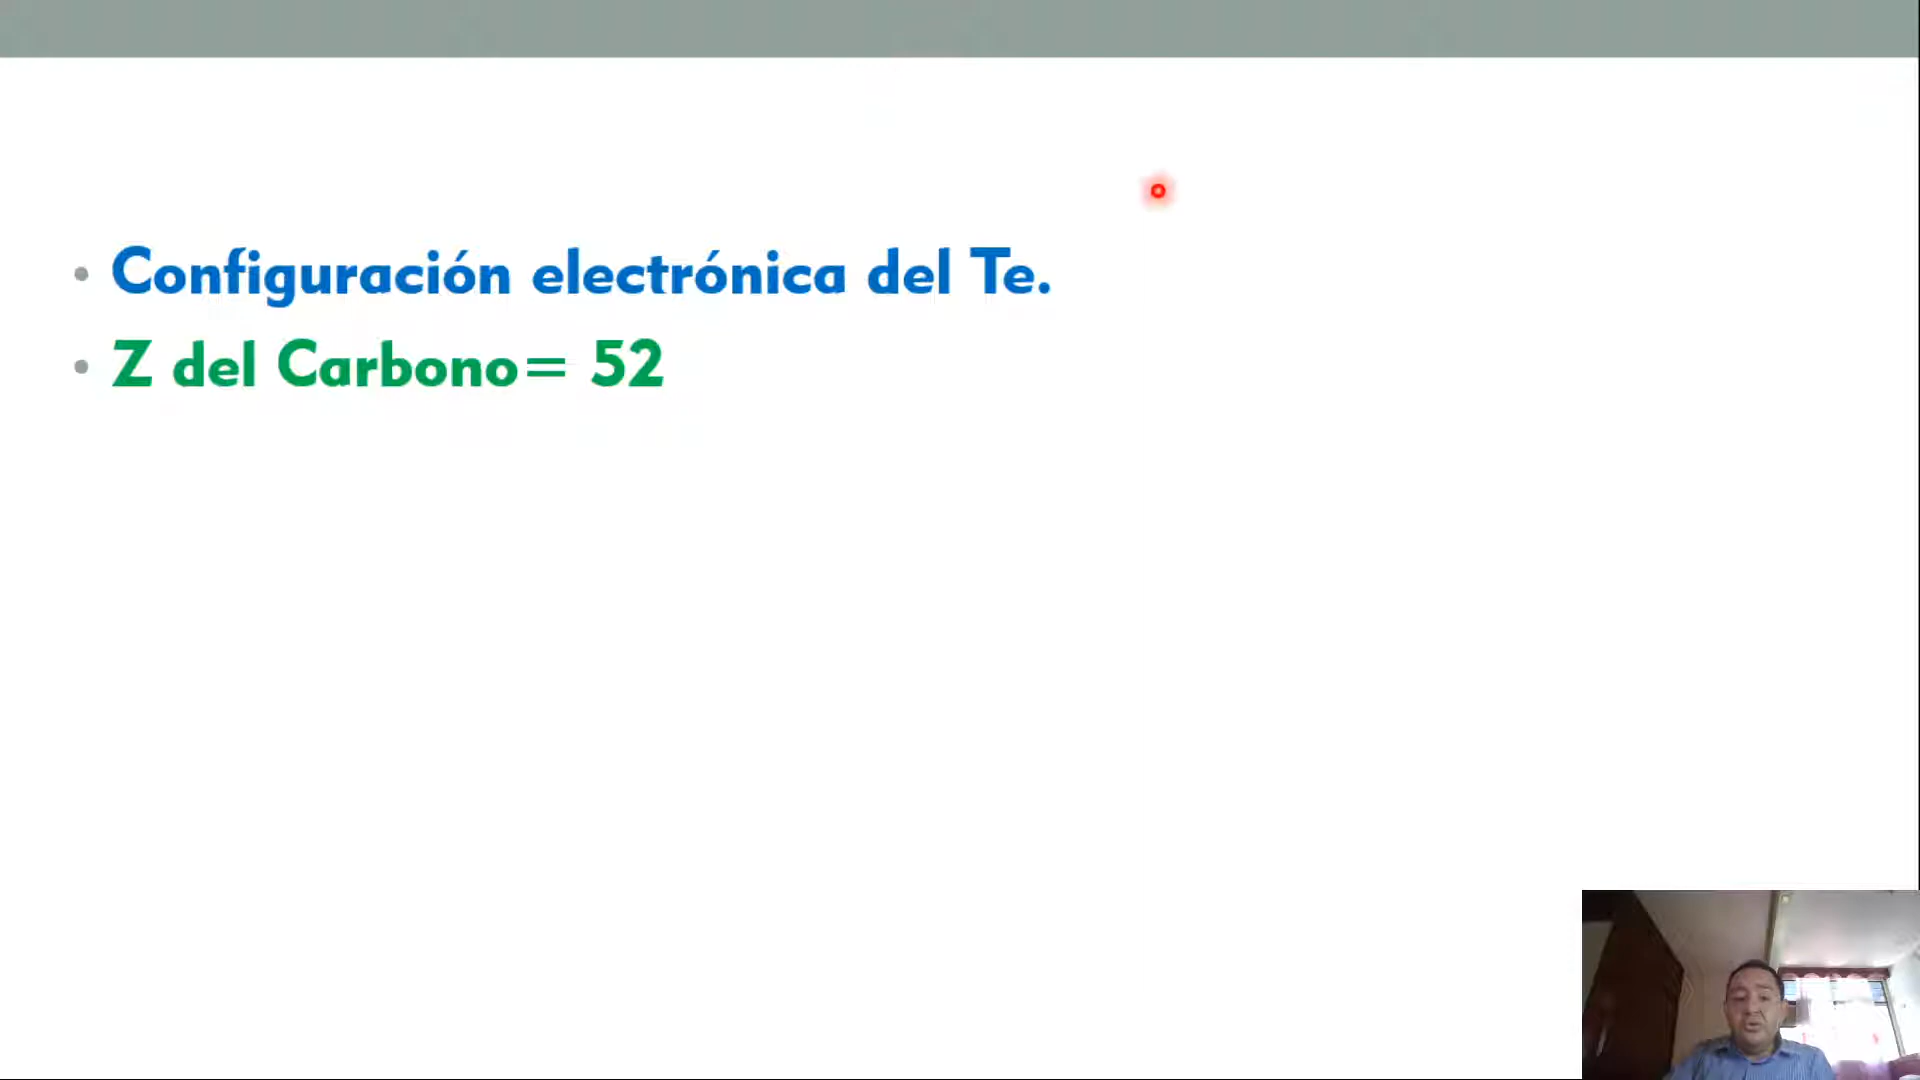 • Configuración electrónica del Te.
• Z del Carbono= 52